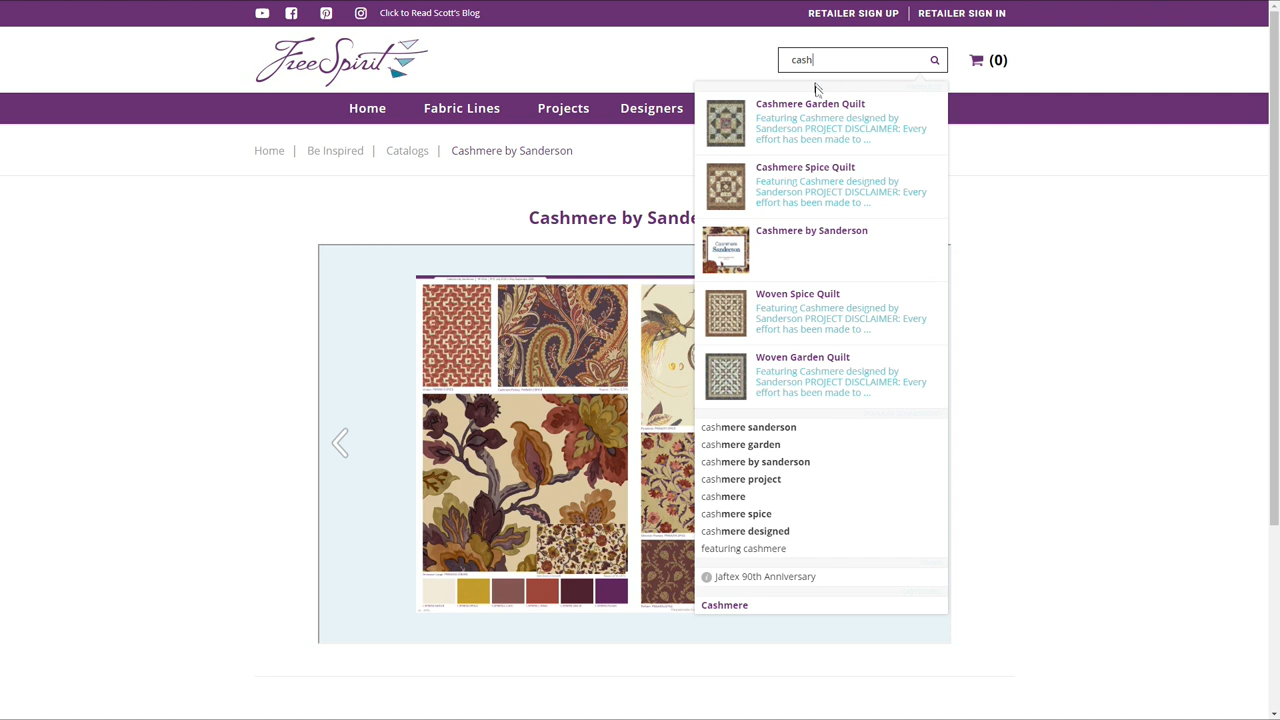 Click to Read Scott's Blog
RETAILER SIGN UP
RETAILER SIGN IN
FreeSpirit
cash
(0)
Home
Fabric Lines
Projects
Designers
Home |
Be Inspired |
Catalogs |
Cashmere by Sanderson
Cashmere by Sande
Cashmere Garden Quilt
Featuring Cashmere designed by
Sanderson PROJECT DISCLAIMER: Every
effort has been made to ...
Cashmere Spice Quilt
Featuring Cashmere designed by
Sanderson PROJECT DISCLAIMER: Every
effort has been made to ...
Cashmere by Sanderson
Cashmere
Sanderson
Woven Spice Quilt
Featuring Cashmere designed by
Sanderson PROJECT DISCLAIMER: Every
effort has been made to ...
Woven Garden Quilt
Featuring Cashmere designed by
Sanderson PROJECT DISCLAIMER: Every
effort has been made to ...
cashmere sanderson
cashmere garden
cashmere by sanderson
cashmere project
cashmere
cashmere spice
cashmere designed
featuring cashmere
Jaftex 90th Anniversary
Cashmere